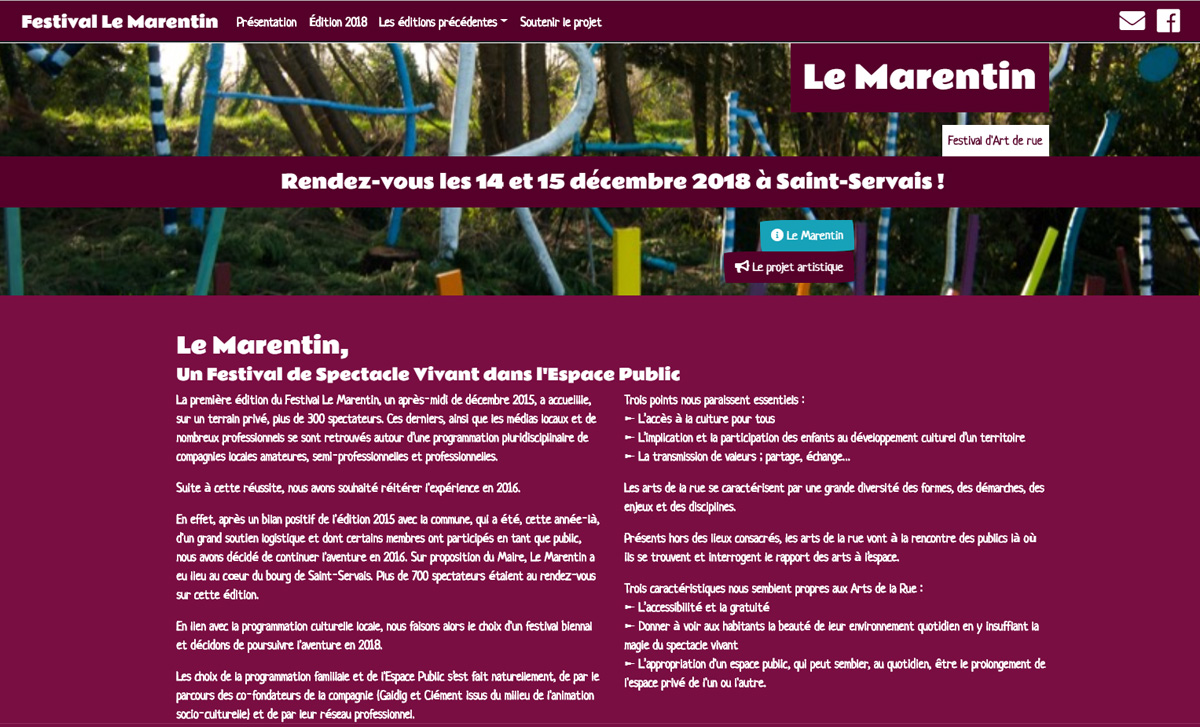 Festival Le Marentin Présentation Édition 2018 Les éditions précédentes Soutenir le projet
Le Marentin
Festival d'Art de rue
Rendez-vous les 14 et 15 décembre 2018 à Saint-Servais !
Le Marentin
Le projet artistique
Le Marentin,
Un Festival de Spectacle Vivant dans l'Espace Public
La première édition du Festival Le Marentin, un après-midi de décembre 2015, a accueillie,
sur un terrain privé, plus de 300 spectateurs. Ces derniers, ainsi que les médias locaux et de
nombreux professionnels se sont retrouvés autour d'une programmation pluridisciplinaire de
compagnies locales amateures, semi-professionnelles et professionnelles.
Suite à cette réussite, nous avons souhaité réitérer l'expérience en 2016.
En effet, après un bilan positif de l'édition 2015 avec la commune, qui a été, cette année-là,
d'un grand soutien logistique et dont certains membres ont participés en tant que public,
nous avons décidé de continuer l'aventure en 2016. Sur proposition du Maire, Le Marentin a
eu lieu au cœur du bourg de Saint-Servais. Plus de 700 spectateurs étaient au rendez-vous
sur cette édition.
En lien avec la programmation culturelle locale, nous faisons alors le choix d'un festival biennal
et décidons de poursuivre l'aventure en 2018.
Les choix de la programmation familiale et de l'Espace Public s'est fait naturellement, de par le
parcours des co-fondateurs de la compagnie (Gaïdig et Clément issus du milieu de l'animation
socio-culturelle) et de par leur réseau professionnel.
Trois points nous paraissent essentiels :
➳ L'accès à la culture pour tous
➳ L'implication et la participation des enfants au développement culturel d'un territoire
➳ La transmission de valeurs ; partage, échange...
Les arts de la rue se caractérisent par une grande diversité des formes, des démarches, des
enjeux et des disciplines.
Présents hors des lieux consacrés, les arts de la rue vont à la rencontre des publics là où
ils se trouvent et interrogent le rapport des arts à l'espace.
Trois caractéristiques nous semblent propres aux Arts de la Rue :
➳ L'accessibilité et la gratuité
➳ Donner à voir aux habitants la beauté de leur environnement quotidien en y insufflant la
magie du spectacle vivant
➳ L'appropriation d'un espace public, qui peut sembler, au quotidien, être le prolongement de
l'espace privé de l'un ou l'autre.